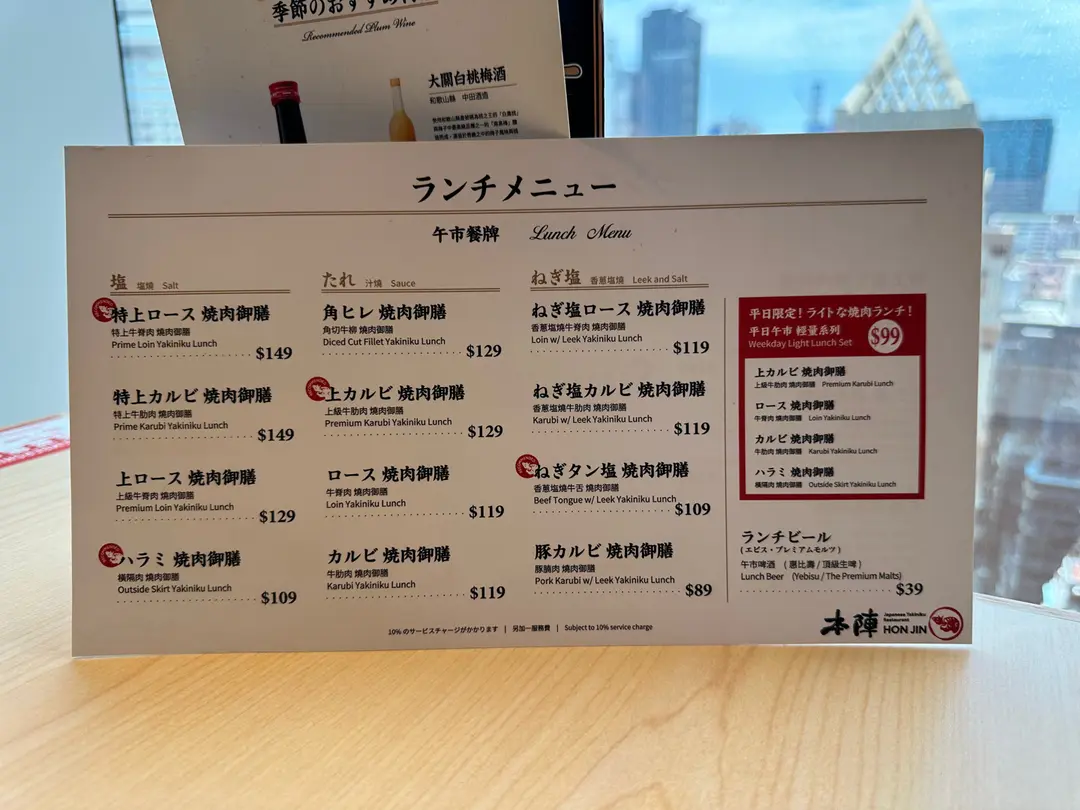 季節のおすすめ
Recommended Plum Wine
大關白桃梅酒
和歌山縣 中田酒造
ランチメニュー
午市餐牌 Lunch Menu
塩 塩燒 Salt
特上ロース 焼肉御膳
特上牛脊肉 燒肉御膳
Prime Loin Yakiniku Lunch
$149
特上カルビ 焼肉御膳
特上牛肋肉 燒肉御膳
Prime Karubi Yakiniku Lunch
$149
上ロース 焼肉御膳
上級牛脊肉 燒肉御膳
Premium Loin Yakiniku Lunch
$129
ハラミ 焼肉御膳
橫隔肉 燒肉御膳
Outside Skirt Yakiniku Lunch
$109
たれ 汁燒 Sauce
角ヒレ 焼肉御膳
角切牛柳 燒肉御膳
Diced Cut Fillet Yakiniku Lunch
$129
上カルビ 焼肉御膳
上級牛肋肉 燒肉御膳
Premium Karubi Yakiniku Lunch
$129
ロース 焼肉御膳
牛脊肉 燒肉御膳
Loin Yakiniku Lunch
$119
カルビ 焼肉御膳
牛肋肉 燒肉御膳
Karubi Yakiniku Lunch
$119
ねぎ塩 香蔥塩燒 Leek and Salt
ねぎ塩ロース 焼肉御膳
香蔥塩燒牛脊肉 燒肉御膳
Loin w/ Leek Yakiniku Lunch
$119
ねぎ塩カルビ 焼肉御膳
香蔥塩燒牛肋肉 燒肉御膳
Karubi w/ Leek Yakiniku Lunch
$119
ねぎタン塩 焼肉御膳
香蔥塩燒牛舌 燒肉御膳
Beef Tongue w/ Leek Yakiniku Lunch
$109
豚カルビ 焼肉御膳
豚腩肉 燒肉御膳
Pork Karubi w/ Leek Yakiniku Lunch
$89
平日限定！ライトな焼肉ランチ！
平日午市 輕量系列
Weekday Light Lunch Set
$99
上カルビ 焼肉御膳
上級牛肋肉 燒肉御膳 Premium Karubi Lunch
ロース 焼肉御膳
牛脊肉 燒肉御膳 Loin Yakiniku Lunch
カルビ 焼肉御膳
牛肋肉 燒肉御膳 Karubi Yakiniku Lunch
ハラミ 焼肉御膳
橫隔肉 燒肉御膳 Outside Skirt Yakiniku Lunch
ランチビール
(エビス・プレミアムモルツ)
午市啤酒 (惠比壽/頂級生啤)
Lunch Beer (Yebisu/The Premium Malts)
$39
10% のサービスチャージがかかります | 另加一服務費 | Subject to 10% service charge
本陣
Japanese Yakiniku
Restaurant
HON JIN